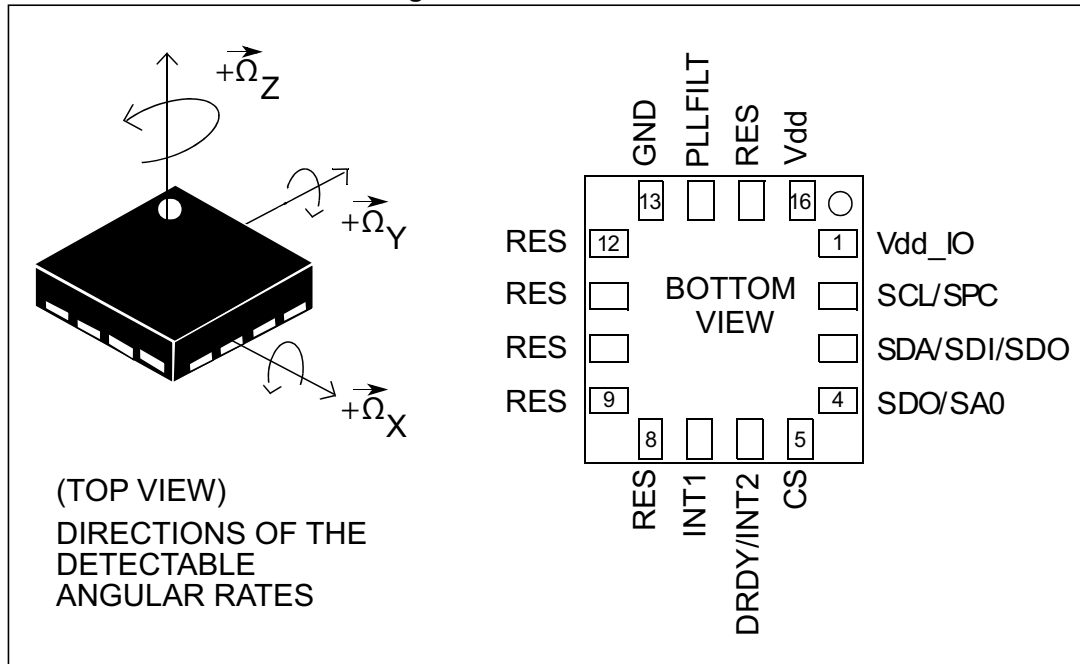 +Ω Z
+Ω Y
+Ω X
(TOP VIEW)
DIRECTIONS OF THE
DETECTABLE
ANGULAR RATES
GND
PLLFILT
RES
Vdd
13
16
RES
12
1
Vdd_IO
RES
SCL/SPC
BOTTOM
VIEW
RES
SDA/SDI/SDO
RES
9
4
SDO/SA0
8
5
RES
INT1
DRDY/INT2
CS